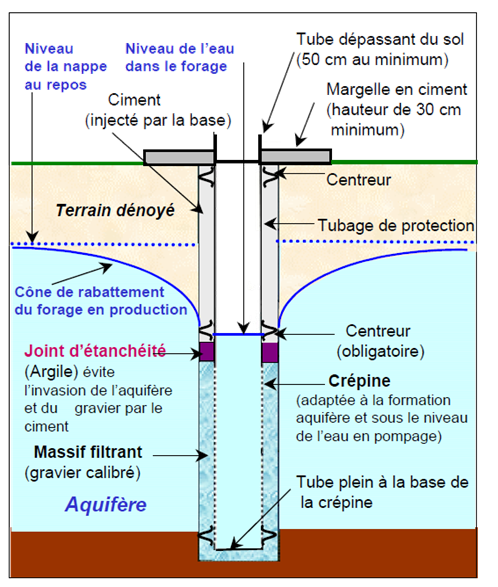 Niveau
de la nappe
au repos
Niveau de l'eau
dans le forage
Tube dépassant du sol
(50 cm au minimum)
Ciment
(injecté par la base)
Margelle en ciment
(hauteur de 30 cm
minimum)
Centreur
Terrain dénoyé
Tubage de protection
Cône de rabattement
du forage en production
Joint d'étanchéité
(Argile) évite
l'invasion de l'aquifère
et du gravier par le
ciment
Centreur
(obligatoire)
Crépine
(adaptée à la formation
aquifère et sous le niveau
de l'eau en pompage)
Massif filtrant
(gravier calibré)
Tube plein à la base de
la crépine
Aquifère